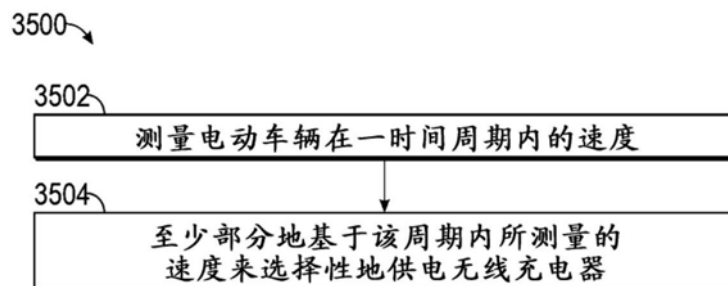 3500
3502
测量电动车辆在一时间周期内的速度
3504
至少部分地基于该周期内所测量的
速度来选择性地供电无线充电器